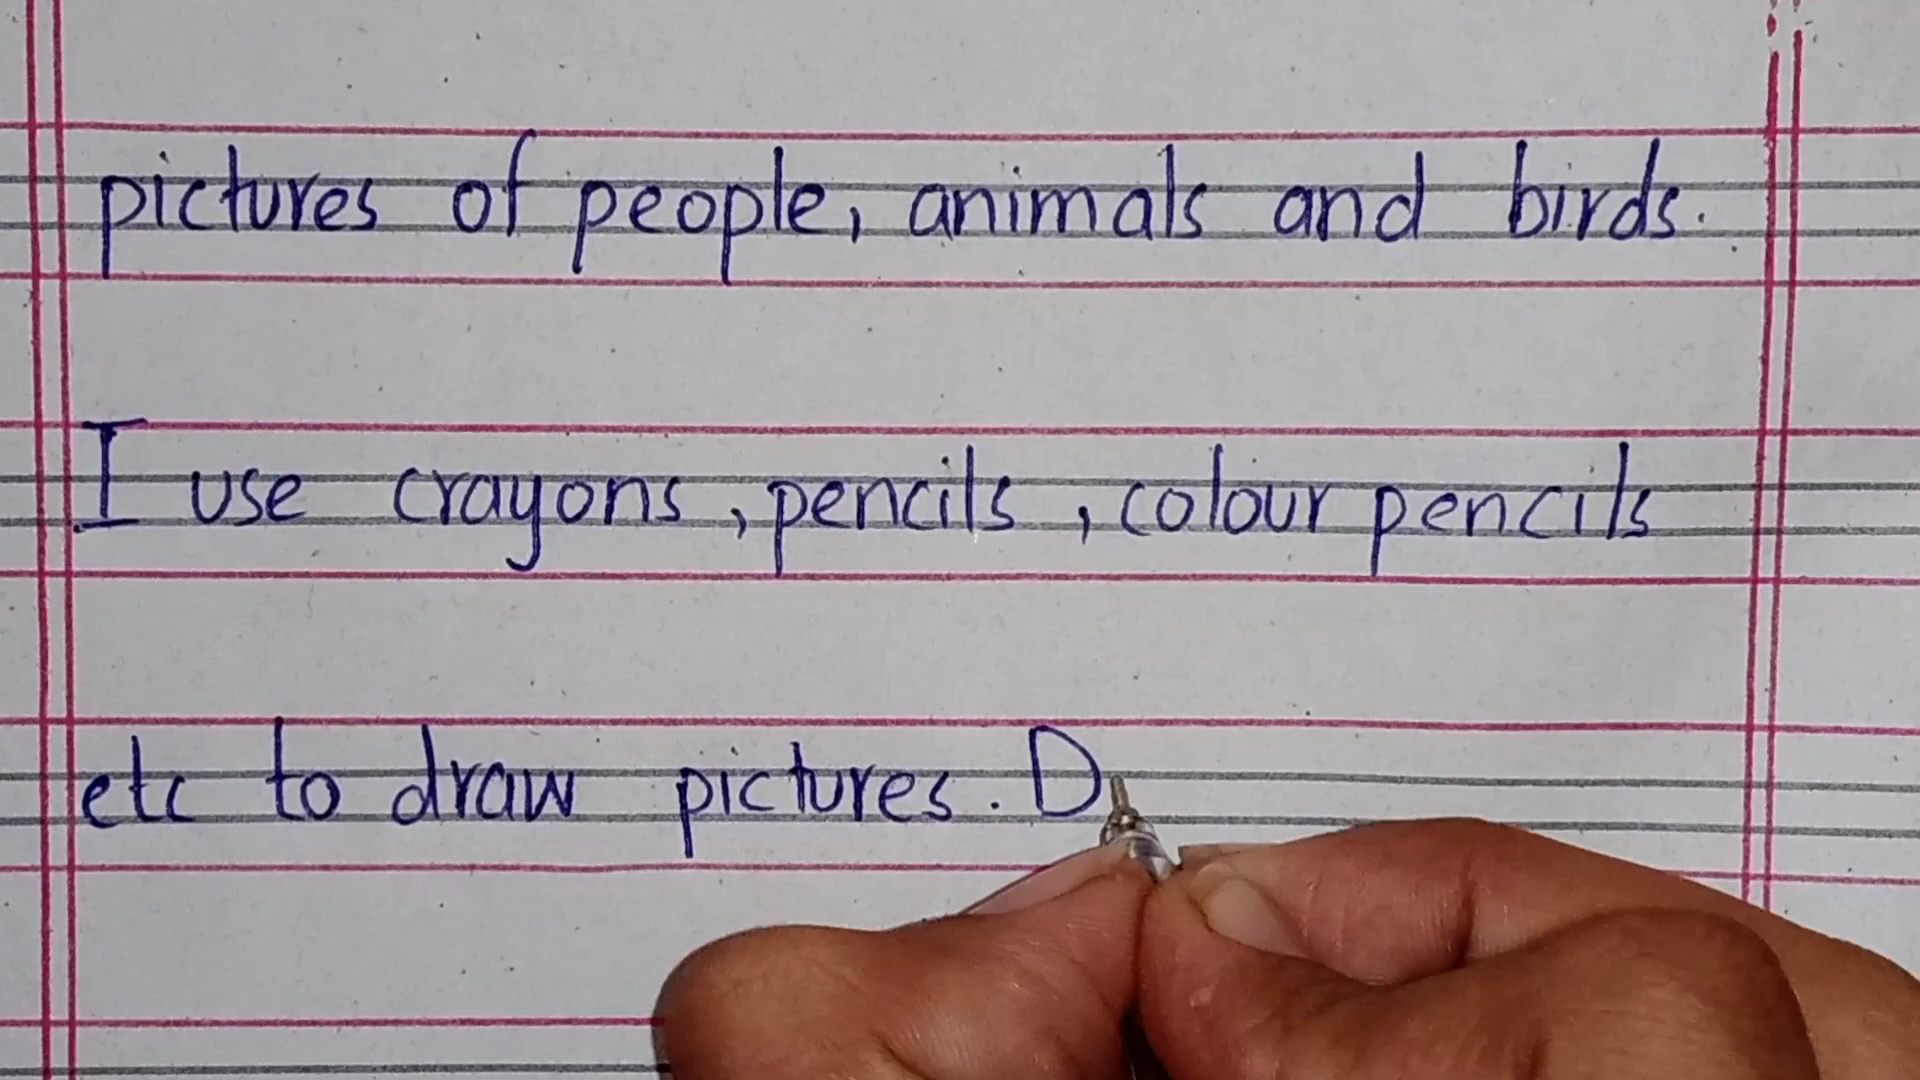 pictures of people, animals and birds.
I use crayons, pencils, colour pencils
etc to draw pictures. D